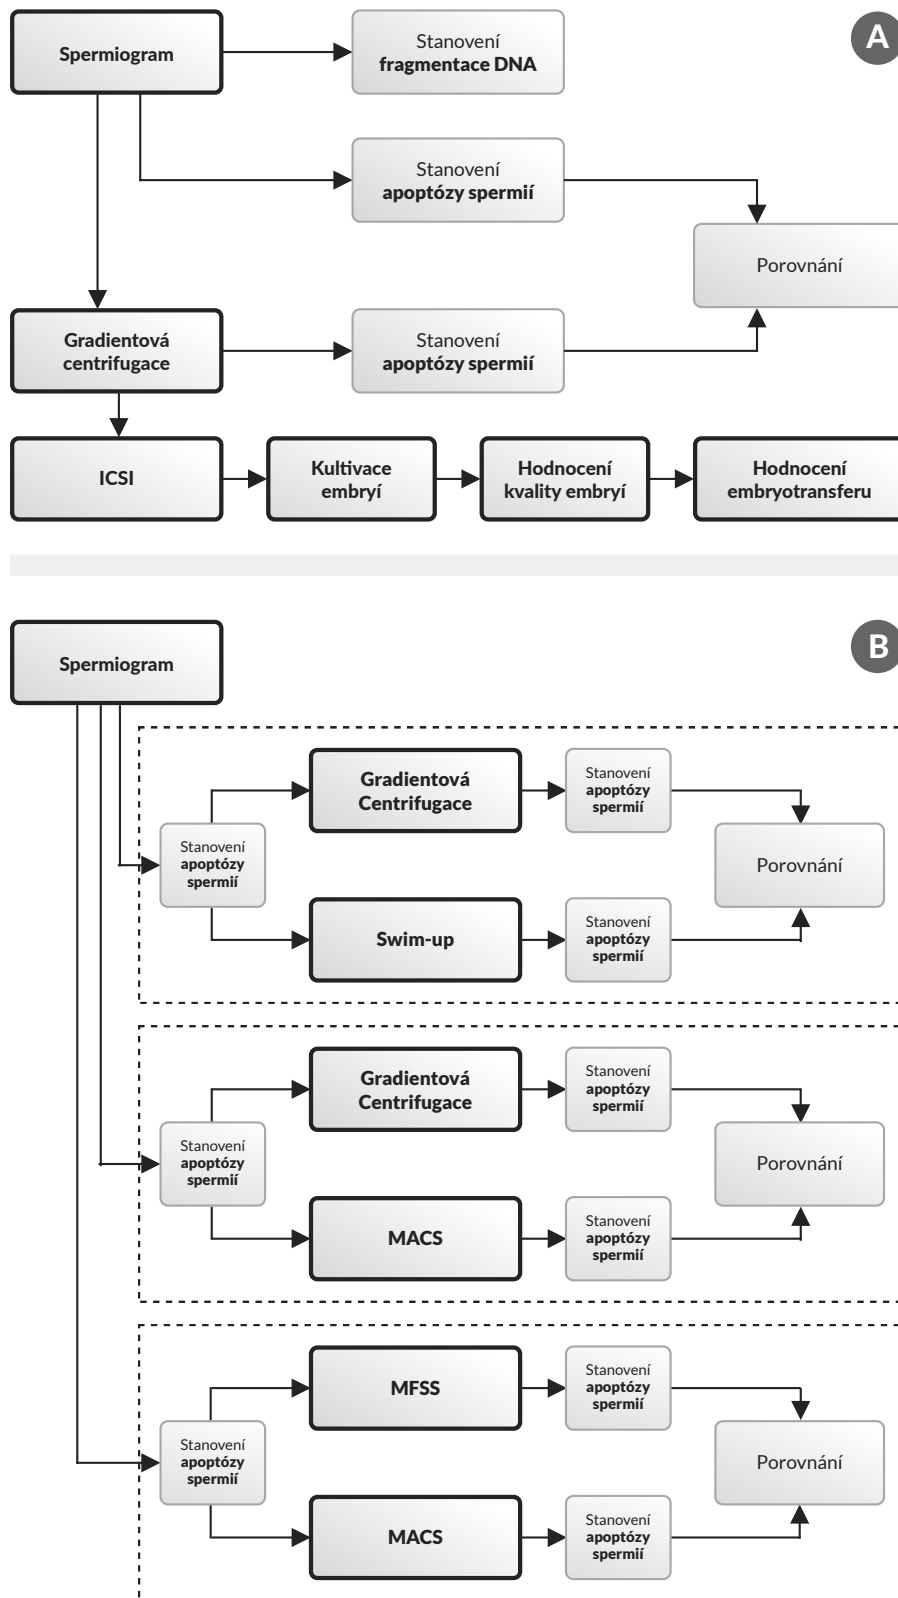 A
Spermiogram
Stanovení
fragmentace DNA
Stanovení
apoptózy spermií
Porovnání
Gradientová
centrifugace
Stanovení
apoptózy spermií
ICSI
Kultivace
embryí
Hodnocení
kvality embryí
Hodnocení
embryotransferu
B
Spermiogram
Stanovení
apoptózy
spermií
Gradientová
Centrifugace
Stanovení
apoptózy
spermií
Porovnání
Swim-up
Stanovení
apoptózy
spermií
Stanovení
apoptózy
spermií
Gradientová
Centrifugace
Stanovení
apoptózy
spermií
Porovnání
MACS
Stanovení
apoptózy
spermií
Stanovení
apoptózy
spermií
MFSS
Stanovení
apoptózy
spermií
Porovnání
MACS
Stanovení
apoptózy
spermií